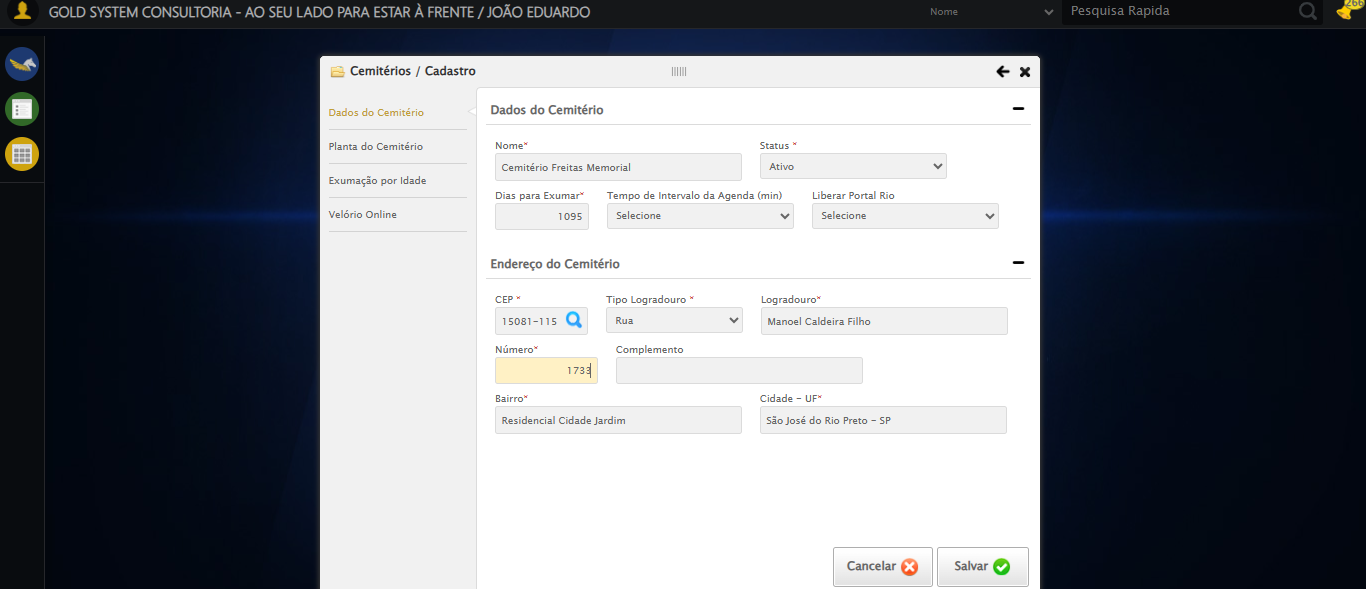 GOLD SYSTEM CONSULTORIA - AO SEU LADO PARA ESTAR À FRENTE / JOÃO EDUARDO
Nome
Pesquisa Rapida
266
Cemitérios / Cadastro
Dados do Cemitério
Planta do Cemitério
Exumação por Idade
Velório Online
Dados do Cemitério
Nome* Status *
Cemitério Freitas Memorial Ativo
Dias para Exumar* Tempo de Intervalo da Agenda (min) Liberar Portal Rio
1095 Selecione Selecione
Endereço do Cemitério
CEP * Tipo Logradouro * Logradouro*
15081-115 Rua Manoel Caldeira Filho
Número* Complemento
1733
Bairro* Cidade - UF*
Residencial Cidade Jardim São José do Rio Preto - SP
Cancelar Salvar